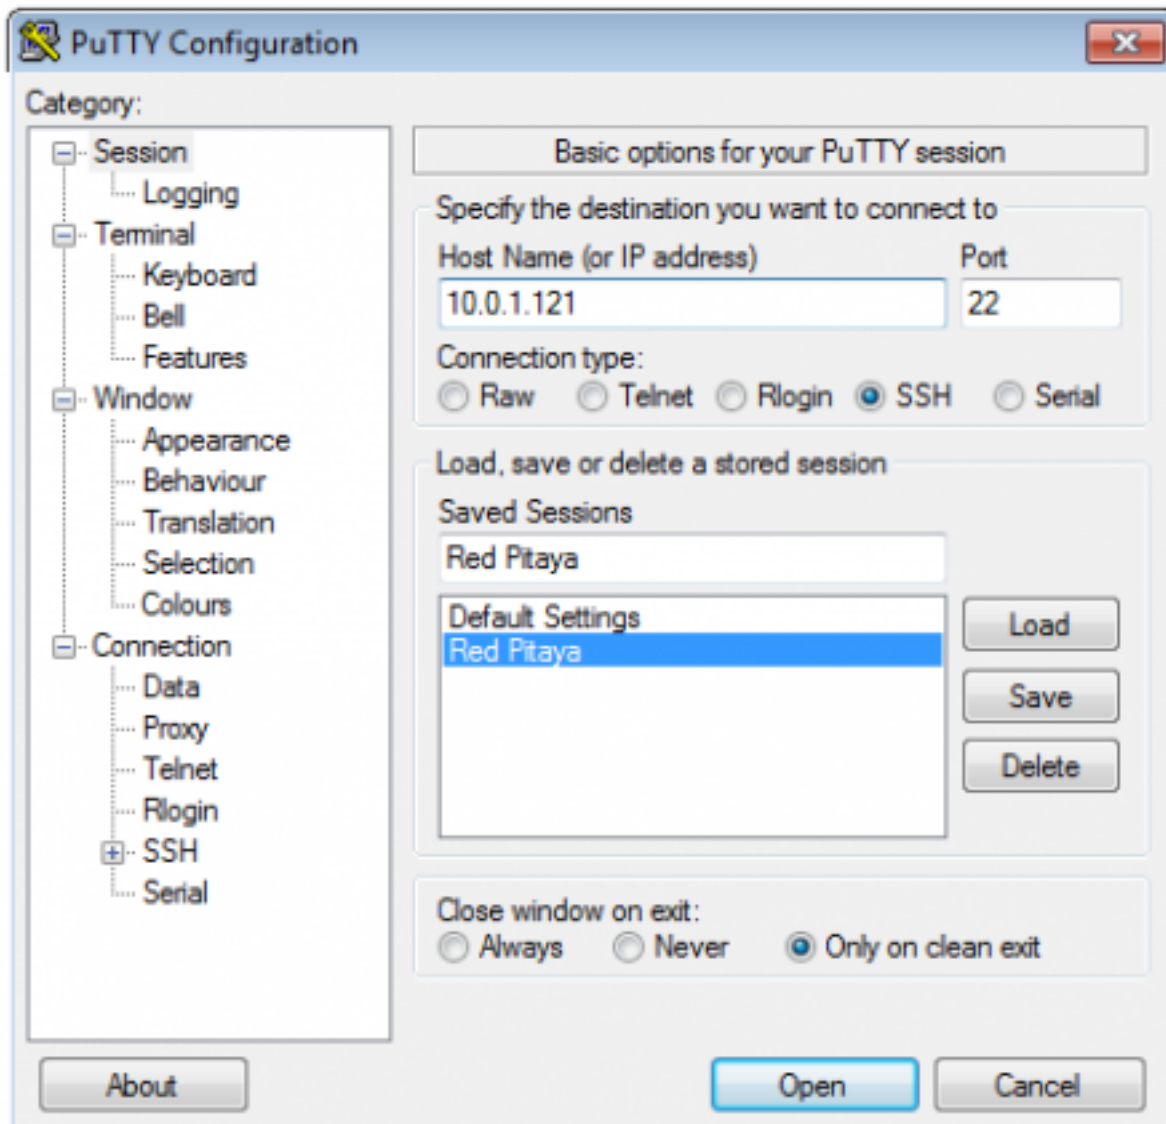 PuTTY Configuration
Category:
Session
Logging
Terminal
Keyboard
Bell
Features
Window
Appearance
Behaviour
Translation
Selection
Colours
Connection
Data
Proxy
Telnet
Rlogin
SSH
Serial
Basic options for your PuTTY session
Specify the destination you want to connect to
Host Name (or IP address) Port
10.0.1.121 22
Connection type:
Raw Telnet Rlogin SSH Serial
Load, save or delete a stored session
Saved Sessions
Red Pitaya
Default Settings
Red Pitaya
Load
Save
Delete
Close window on exit:
Always Never Only on clean exit
About Open Cancel